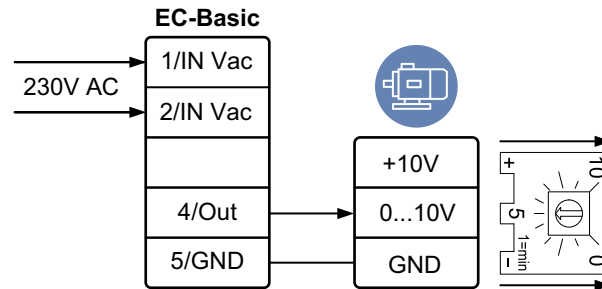 EC-Basic
230V AC
1/IN Vac
2/IN Vac
4/Out
5/GND
+10V
0...10V
GND
+
5
-
1=min
10
0